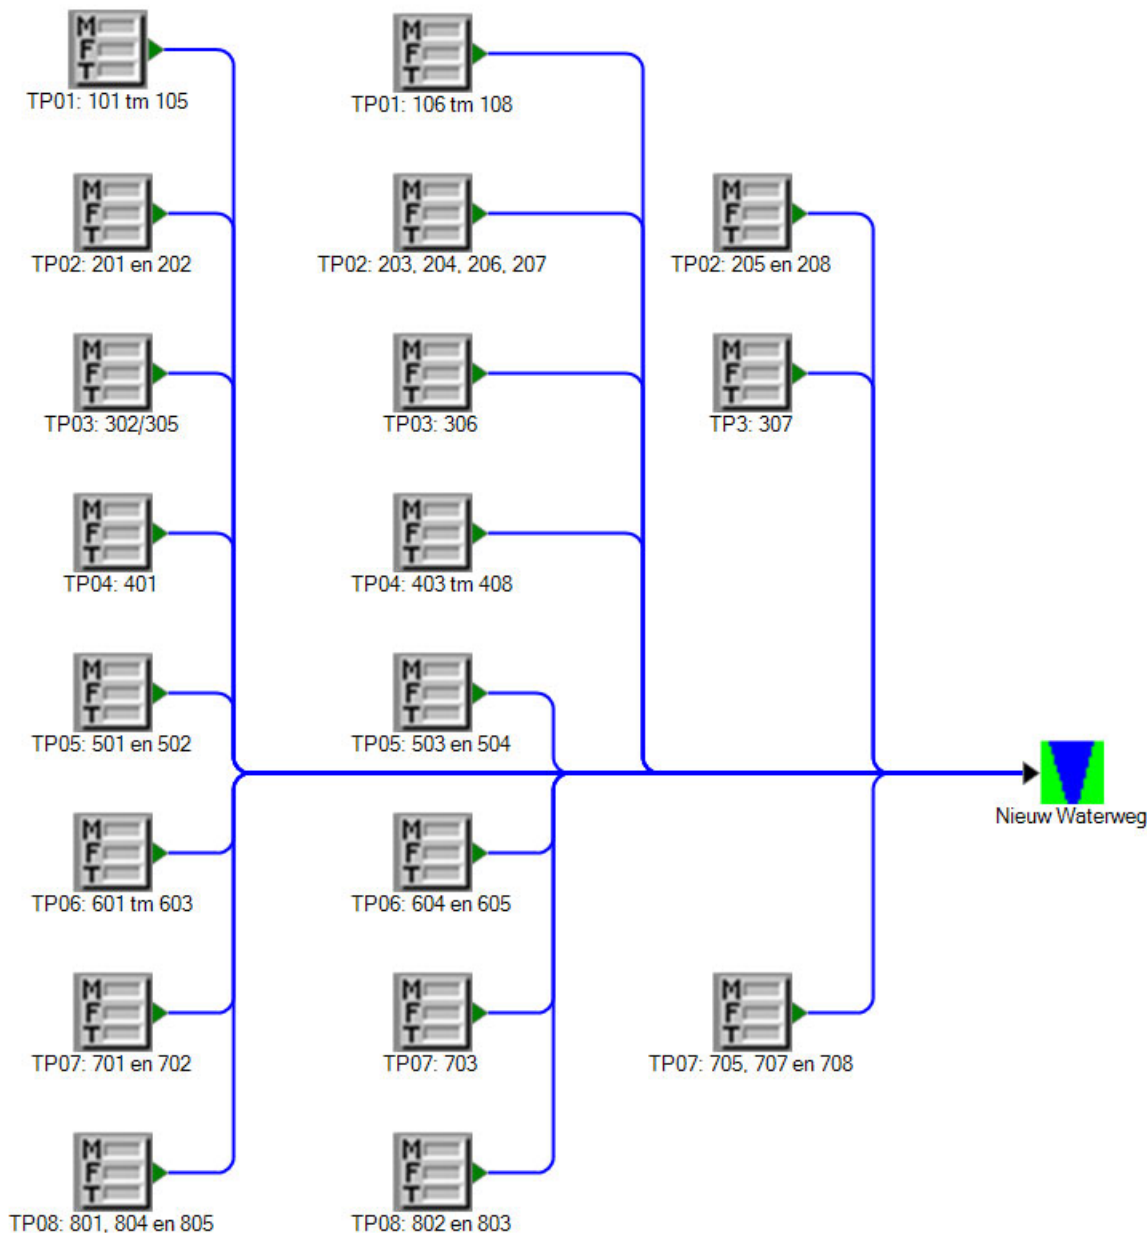 M
F
T
TP01: 101 tm 105
M
F
T
TP01: 106 tm 108
M
F
T
TP02: 201 en 202
M
F
T
TP02: 203, 204, 206, 207
M
F
T
TP02: 205 en 208
M
F
T
TP03: 302/305
M
F
T
TP03: 306
M
F
T
TP3: 307
M
F
T
TP04: 401
M
F
T
TP04: 403 tm 408
M
F
T
TP05: 501 en 502
M
F
T
TP05: 503 en 504
Nieuw Waterweg
M
F
T
TP06: 601 tm 603
M
F
T
TP06: 604 en 605
M
F
T
TP07: 701 en 702
M
F
T
TP07: 703
M
F
T
TP07: 705, 707 en 708
M
F
T
TP08: 801, 804 en 805
M
F
T
TP08: 802 en 803